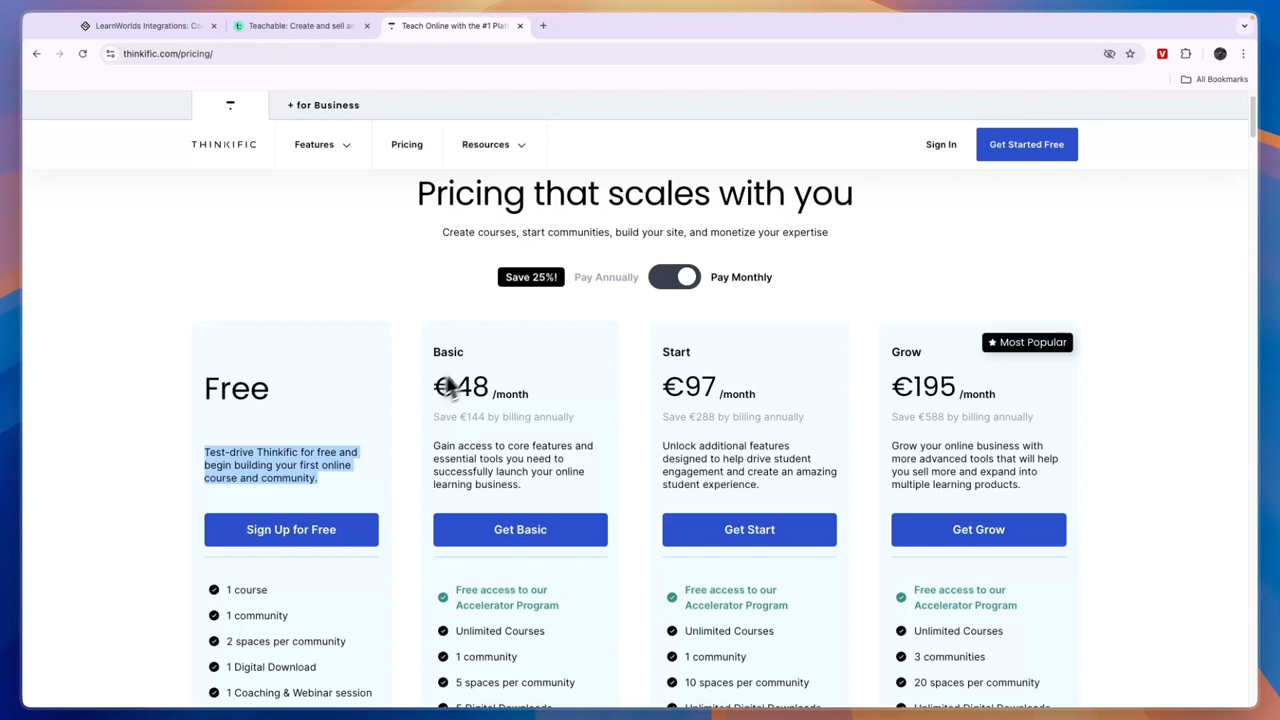 LearnWorlds Integrations: Co
Teachable: Create and sell an
Teach Online with the #1 Plat
thinkific.com/pricing/
All Bookmarks
+ for Business
THINKIFIC
Features
Pricing
Resources
Sign In
Get Started Free
Pricing that scales with you
Create courses, start communities, build your site, and monetize your expertise
Save 25%!
Pay Annually
Pay Monthly
Free
Test-drive Thinkific for free and
begin building your first online
course and community.
Sign Up for Free
1 course
1 community
2 spaces per community
1 Digital Download
1 Coaching & Webinar session
Basic
€48 /month
Save €144 by billing annually
Gain access to core features and
essential tools you need to
successfully launch your online
learning business.
Get Basic
Free access to our
Accelerator Program
Unlimited Courses
1 community
5 spaces per community
5 Digital Downloads
Start
€97 /month
Save €288 by billing annually
Unlock additional features
designed to help drive student
engagement and create an amazing
student experience.
Get Start
Free access to our
Accelerator Program
Unlimited Courses
1 community
10 spaces per community
Unlimited Digital Downloads
Most Popular
Grow
€195 /month
Save €588 by billing annually
Grow your online business with
more advanced tools that will help
you sell more and expand into
multiple learning products.
Get Grow
Free access to our
Accelerator Program
Unlimited Courses
3 communities
20 spaces per community
Unlimited Digital Downloads